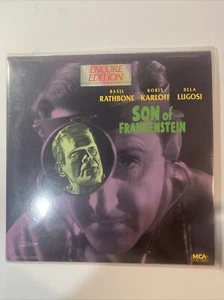 ENCORE
EDITION
BASIL BORIS BELA
RATHBONE KARLOFF LUGOSI
SON of
FRANKENSTEIN
MCA